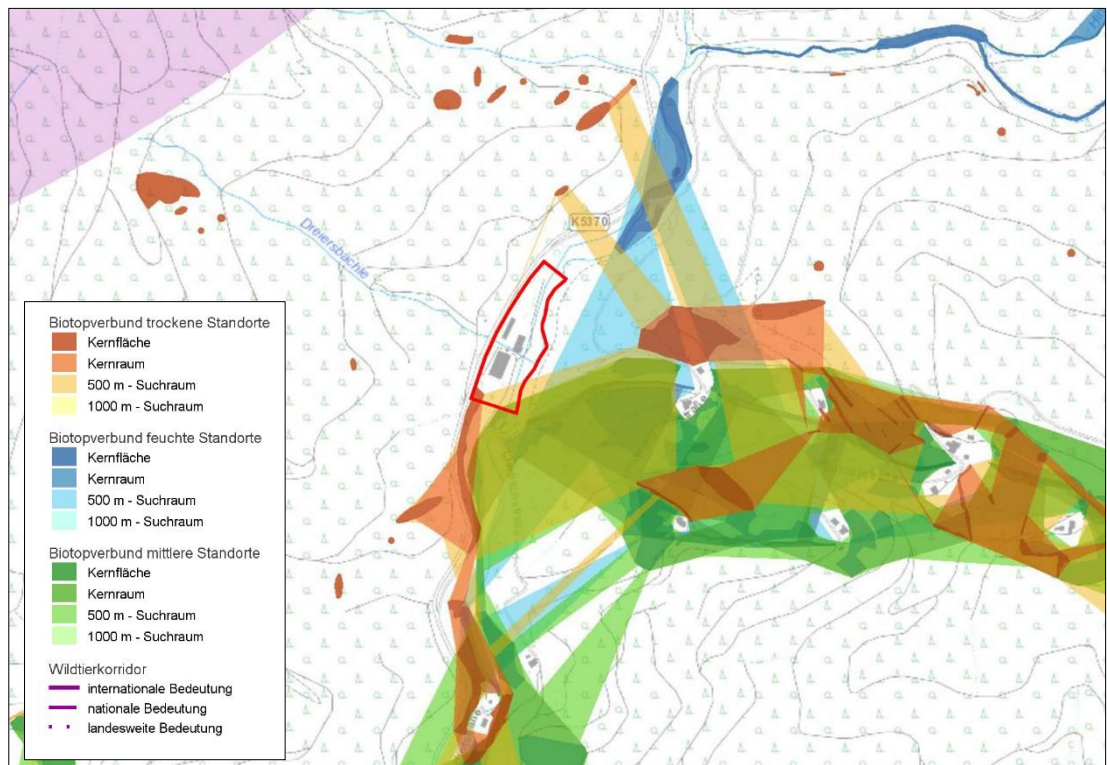 K5370
Dreiersbächle
Biotopverbund trockene Standorte
Kernfläche
Kernraum
500 m - Suchraum
1000 m - Suchraum
Biotopverbund feuchte Standorte
Kernfläche
Kernraum
500 m - Suchraum
1000 m - Suchraum
Biotopverbund mittlere Standorte
Kernfläche
Kernraum
500 m - Suchraum
1000 m - Suchraum
Wildtierkorridor
internationale Bedeutung
nationale Bedeutung
landesweite Bedeutung